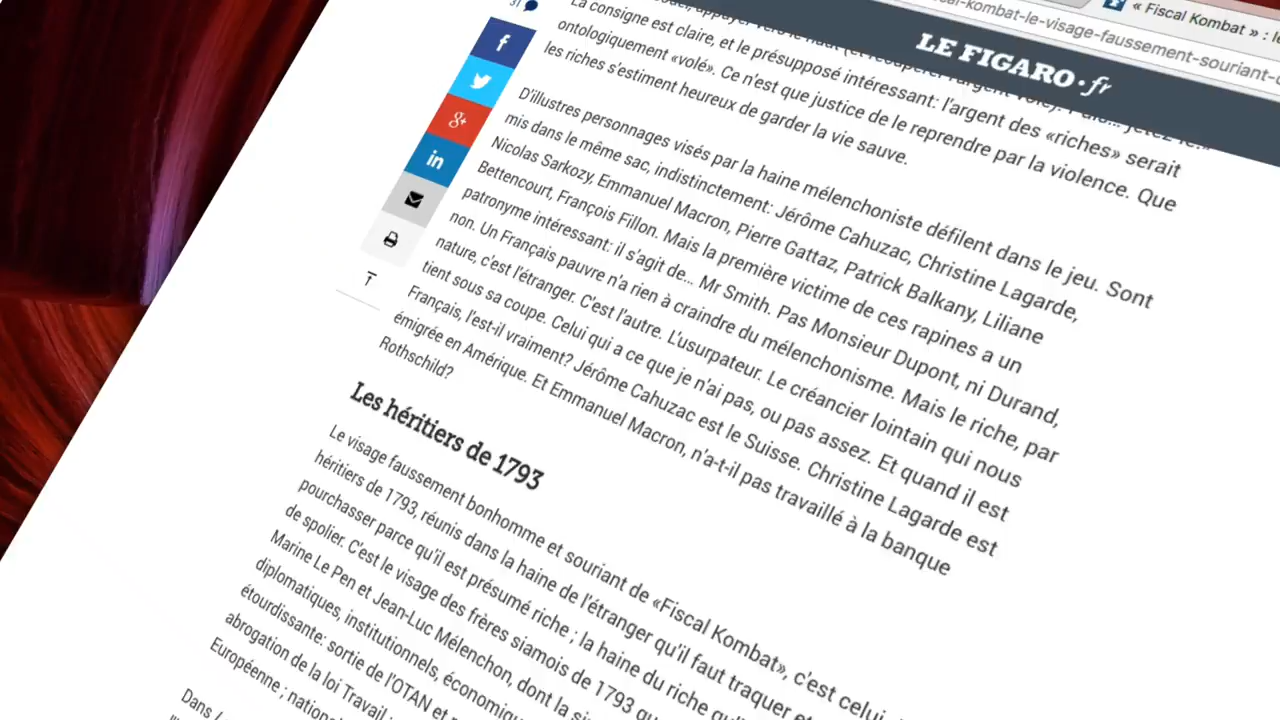 « Fiscal Kombat » : le
cal-kombat-le-visage-faussement-souriant-
LE FIGARO·fr
31
La consigne est claire, et le présupposé intéressant: l'argent des «riches» serait
ontologiquement «volé». Ce n'est que justice de le reprendre par la violence. Que
les riches s'estiment heureux de garder la vie sauve.
D'illustres personnages visés par la haine mélenchoniste défilent dans le jeu. Sont
mis dans le même sac, indistinctement: Jérôme Cahuzac, Christine Lagarde,
Nicolas Sarkozy, Emmanuel Macron, Pierre Gattaz, Patrick Balkany, Liliane
Bettencourt, François Fillon. Mais la première victime de ces rapines a un
patronyme intéressant: il s'agit de... Mr Smith. Pas Monsieur Dupont, ni Durand,
non. Un Français pauvre n'a rien à craindre du mélenchonisme. Mais le riche, par
nature, c'est l'étranger. C'est l'autre. L'usurpateur. Le créancier lointain qui nous
tient sous sa coupe. Celui qui a ce que je n'ai pas, ou pas assez. Et quand il est
Français, l'est-il vraiment? Jérôme Cahuzac est le Suisse. Christine Lagarde est
émigrée en Amérique. Et Emmanuel Macron, n'a-t-il pas travaillé à la banque
Rothschild?
Les héritiers de 1793
Le visage faussement bonhomme et souriant de «Fiscal Kombat», c'est celui
héritiers de 1793, réunis dans la haine de l'étranger qu'il faut traquer et
pourchasser parce qu'il est présumé riche ; la haine du riche qu'il
de spolier. C'est le visage des frères siamois de 1793 que
Marine Le Pen et Jean-Luc Mélenchon, dont la
diplomatiques, institutionnels, économiqu
étourdissante: sortie de l'OTAN et
abrogation de la loi Travail ;
Européenne ; nation
Dans